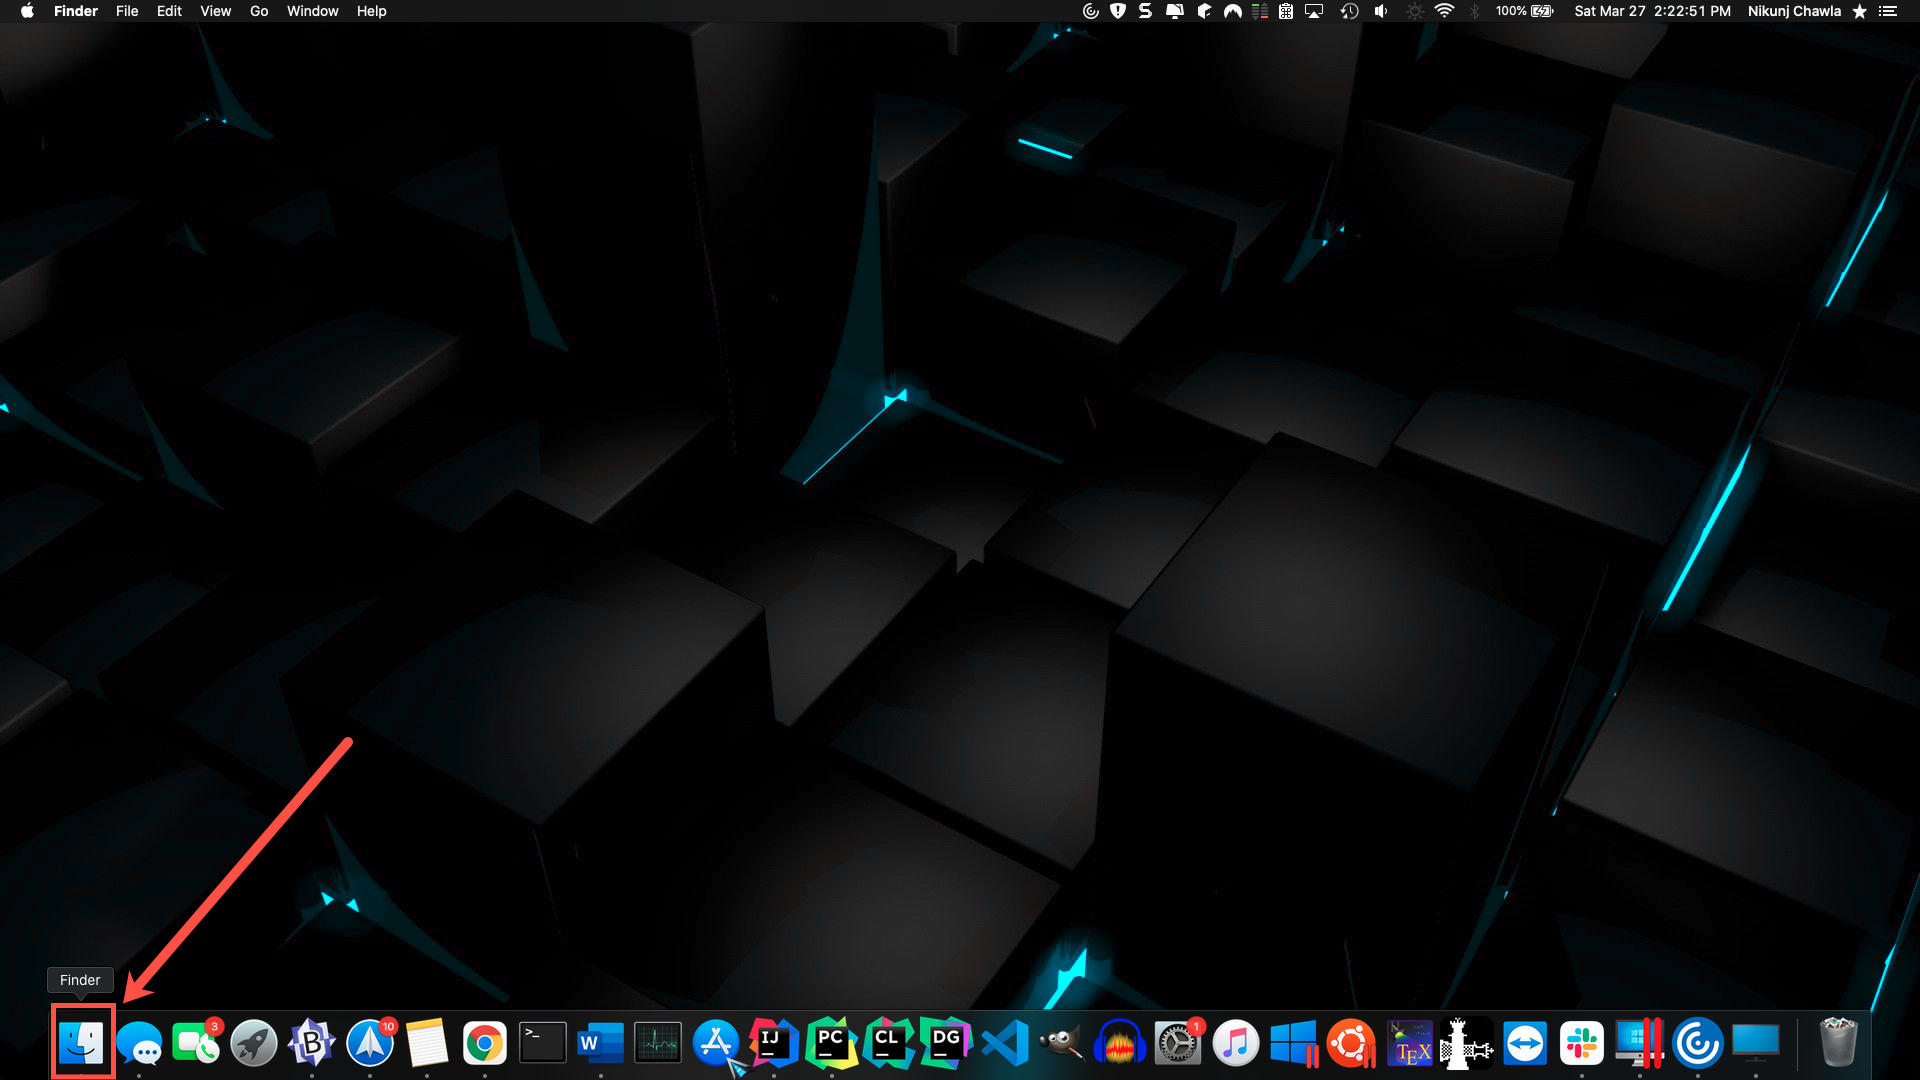 Finder File Edit View Go Window Help 100% Sat Mar 27 2:22:51 PM Nikunj Chawla
Finder
3
10
1
B
>_
W
IJ
PC
CL
DG
TEX